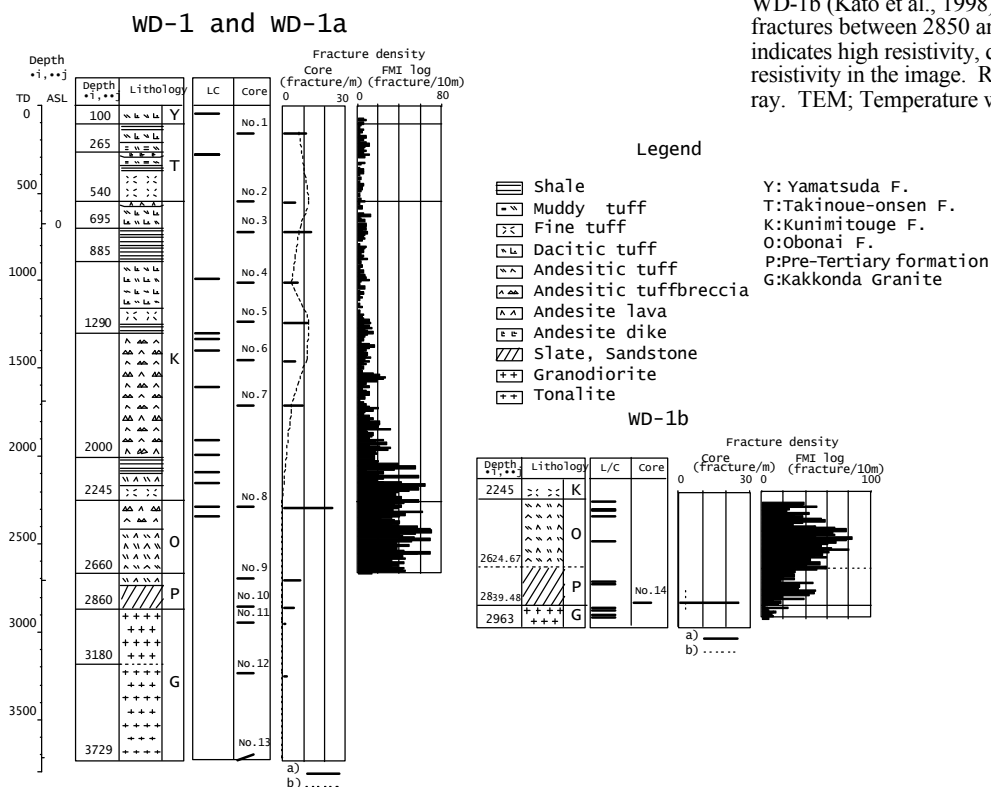 WD-1b (Kato et al., 1998)
fractures between 2850 an
indicates high resistivity, c
resistivity in the image. R
ray. TEM; Temperature v
WD-1 and WD-1a
Depth
•i‚••j
TD ASL
Depth
•i‚••j
Lithology
LC
Core
Fracture density
Core
(fracture/m)
FMI log
(fracture/10m)
0 30 0 80
0
500
1000
1500
2000
2500
3000
3500
0
100
265
540
695
885
1290
2000
2245
2660
2860
3180
3729
Y
T
K
O
P
G
No.1
No.2
No.3
No.4
No.5
No.6
No.7
No.8
No.9
No.10
No.11
No.12
No.13
a)
b)
Legend
Shale
Muddy tuff
Fine tuff
Dacitic tuff
Andesitic tuff
Andesitic tuffbreccia
Andesite lava
Andesite dike
Slate, Sandstone
Granodiorite
Tonalite
Y: Yamatsuda F.
T:Takinoue-onsen F.
K:Kunimitouge F.
O:Obonai F.
P:Pre-Tertiary formation
G:Kakkonda Granite
WD-1b
Fracture density
Core
(fracture/m)
FMI log
(fracture/10m)
Depth
•i‚••j
Lithology
L/C
Core
0 30 0 100
2245
2624.67
2839.48
2963
K
O
P
G
No.14
a)
b)